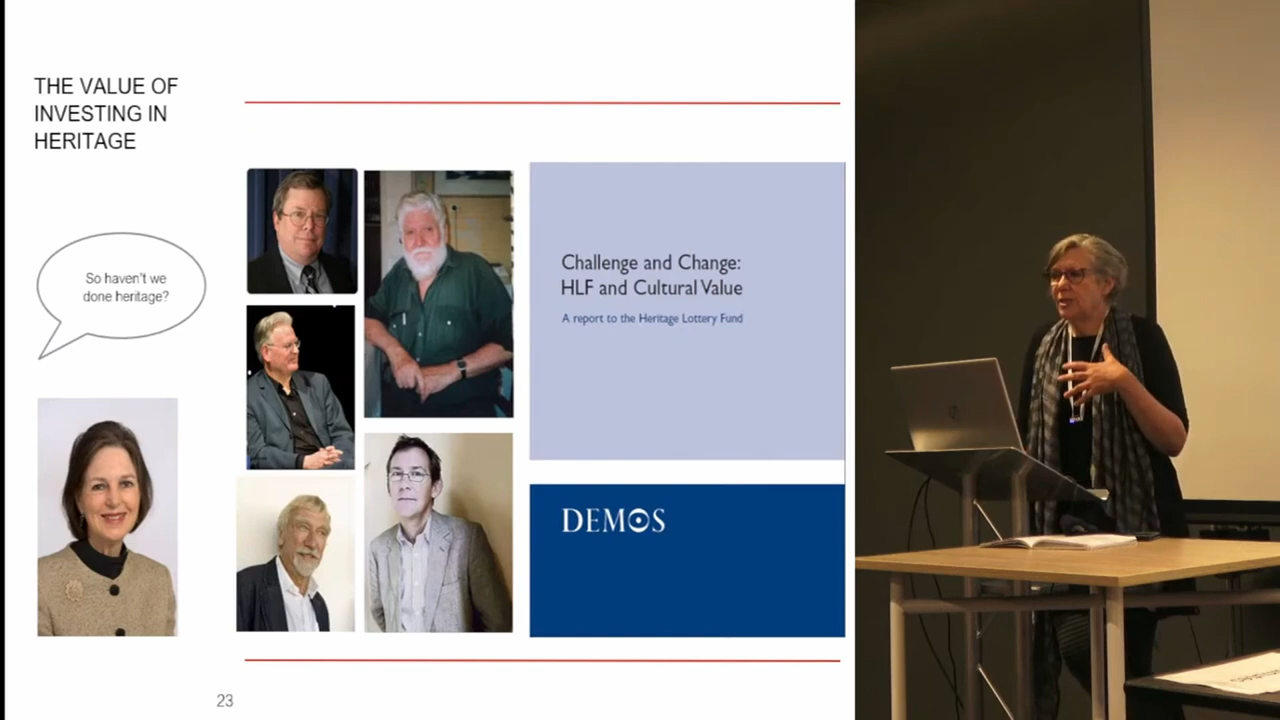 THE VALUE OF
INVESTING IN
HERITAGE
So haven't we
done heritage?
Challenge and Change:
HLF and Cultural Value
A report to the Heritage Lottery Fund
DEMOS
23